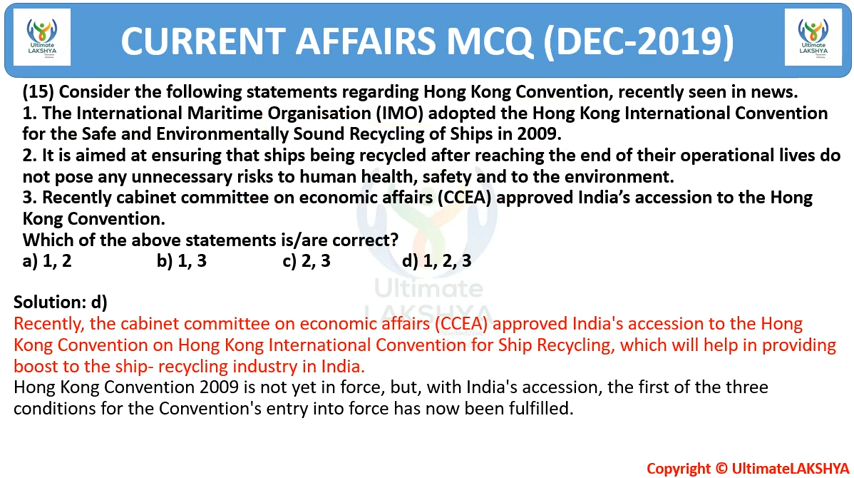 Ultimate
LAKSHYA
CURRENT AFFAIRS MCQ (DEC-2019)
Ultimate
LAKSHYA
(15) Consider the following statements regarding Hong Kong Convention, recently seen in news.
1. The International Maritime Organisation (IMO) adopted the Hong Kong International Convention
for the Safe and Environmentally Sound Recycling of Ships in 2009.
2. It is aimed at ensuring that ships being recycled after reaching the end of their operational lives do
not pose any unnecessary risks to human health, safety and to the environment.
3. Recently cabinet committee on economic affairs (CCEA) approved India’s accession to the Hong
Kong Convention.
Which of the above statements is/are correct?
a) 1, 2 b) 1, 3 c) 2, 3 d) 1, 2, 3
Ultimate
LAKSHYA
Solution: d)
Recently, the cabinet committee on economic affairs (CCEA) approved India's accession to the Hong
Kong Convention on Hong Kong International Convention for Ship Recycling, which will help in providing
boost to the ship- recycling industry in India.
Hong Kong Convention 2009 is not yet in force, but, with India's accession, the first of the three
conditions for the Convention's entry into force has now been fulfilled.
Copyright © UltimateLAKSHYA